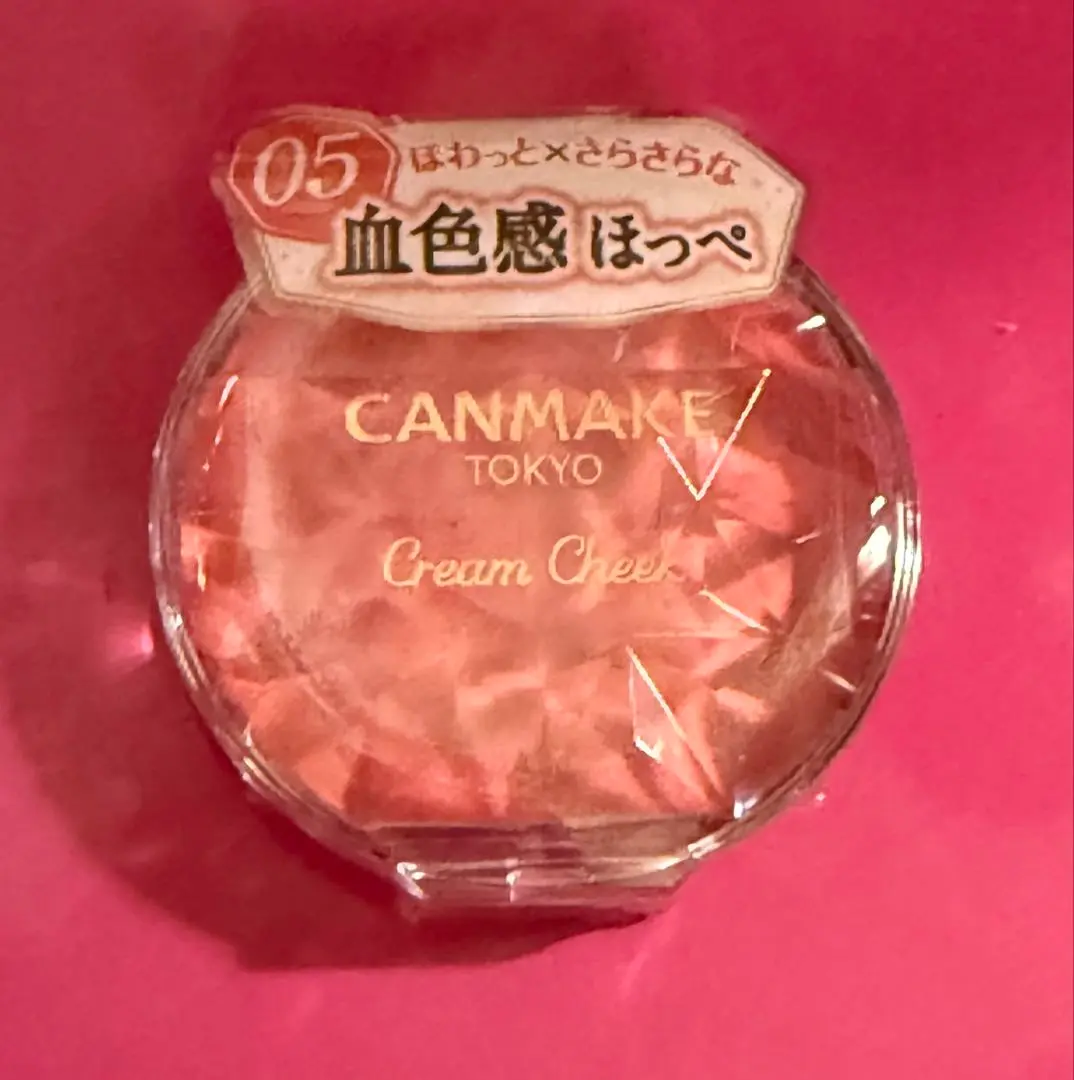 05
ぽわっと×さらさらな
血色感 ほっぺ
CANMAKE
TOKYO
Cream Cheek